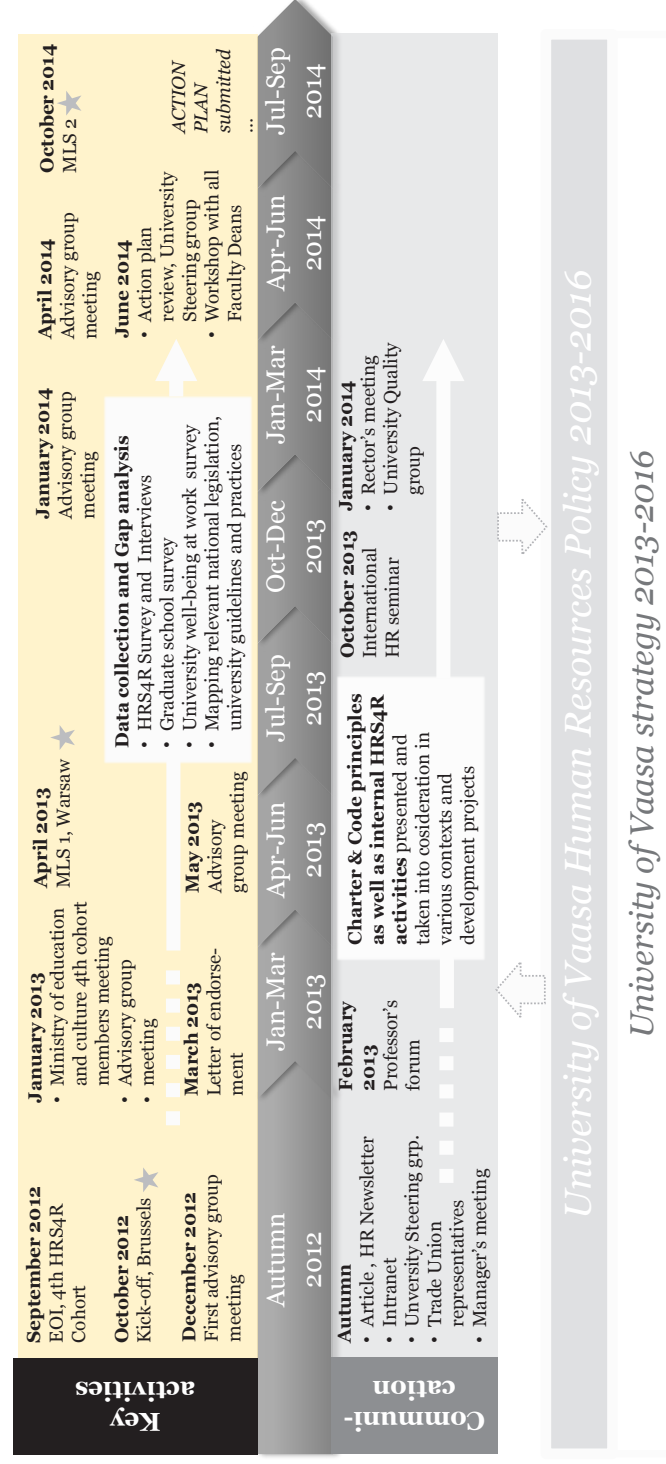 Key
activities
September 2012
EOI, 4th HRS4R
Cohort
October 2012
Kick-off, Brussels
December 2012
First advisory group
meeting
January 2013
• Ministry of education
and culture 4th cohort
members meeting
• Advisory group
• meeting
March 2013
Letter of endorse-
ment
April 2013
MLS 1, Warsaw
May 2013
Advisory
group meeting
Data collection and Gap analysis
• HRS4R Survey and Interviews
• Graduate school survey
• University well-being at work survey
• Mapping relevant national legislation,
university guidelines and practices
January 2014
Advisory group
meeting
April 2014
Advisory group
meeting
June 2014
• Action plan
review, University
Steering group
• Workshop with all
Faculty Deans
October 2014
MLS 2
ACTION
PLAN
submitted
...
Autumn
2012
Jan-Mar
2013
Apr-Jun
2013
Jul-Sep
2013
Oct-Dec
2013
Jan-Mar
2014
Apr-Jun
2014
Jul-Sep
2014
Communi-
cation
Autumn
• Article , HR Newsletter
• Intranet
• Unversity Steering grp.
• Trade Union
representatives
• Manager's meeting
February
2013
Professor's
forum
Charter & Code principles
as well as internal HRS4R
activities presented and
taken into cosideration in
various contexts and
development projects
October 2013
International
HR seminar
January 2014
• Rector's meeting
• University Quality
group
University of Vaasa Human Resources Policy 2013-2016
University of Vaasa strategy 2013-2016